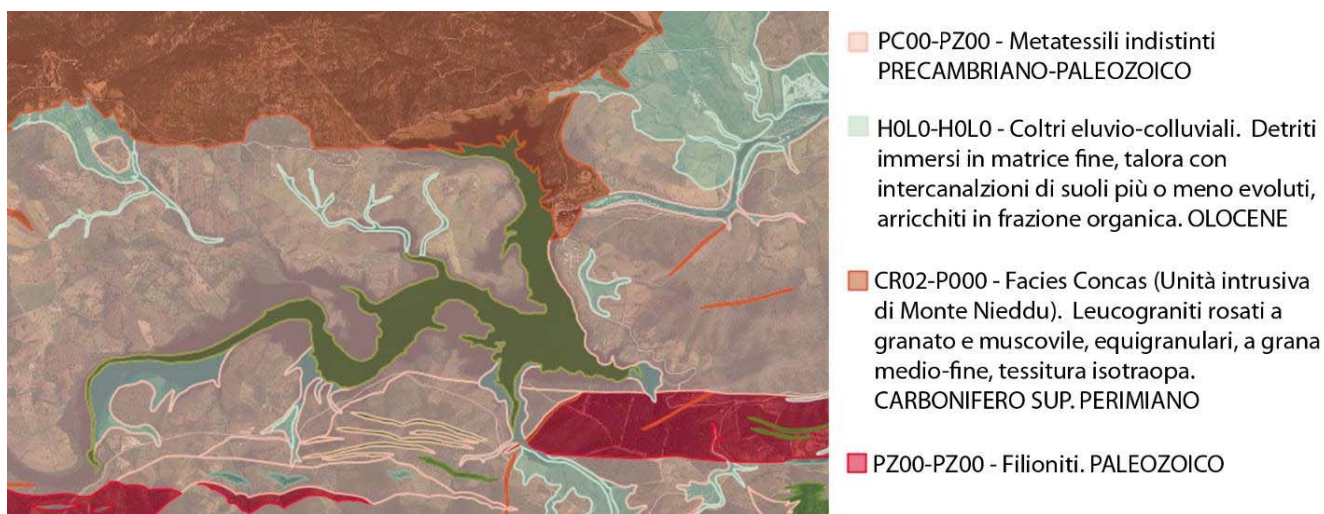 PC00-PZ00 - Metatessili indistinti
PRECAMBRIANO-PALEOZOICO
H0L0-H0L0 - Coltri eluvio-colluviali. Detriti
immersi in matrice fine, talora con
intercanalzioni di suoli più o meno evoluti,
arricchiti in frazione organica. OLOCENE
CR02-P000 - Facies Concas (Unità intrusiva
di Monte Nieddu). Leucograniti rosati a
granato e muscovile, equigranulari, a grana
medio-fine, tessitura isotraopa.
CARBONIFERO SUP. PERIMIANO
PZ00-PZ00 - Filioniti. PALEOZOICO